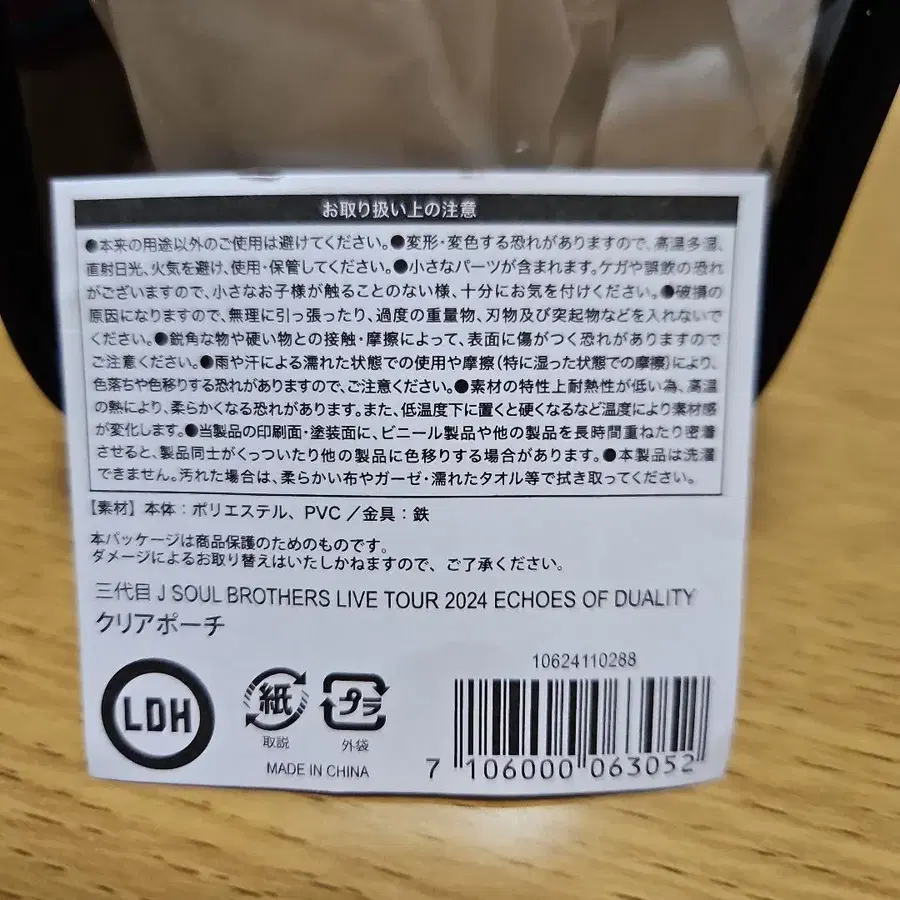 お取り扱い上の注意
●本来の用途以外のご使用は避けてください。●変形・変色する恐れがありますので、高温多湿、
直射日光、火気を避け、使用・保管してください。●小さなパーツが含まれます。ケガや誤飲の恐れ
がございますので、小さなお子様が触ることのない様、十分にお気を付けください。●破損の
原因になりますので、無理に引っ張ったり、過度の重量物、刃物及び突起物などを入れないで
ください。●鋭角な物や硬い物との接触・摩擦によって、表面に傷がつく恐れがありますので
ご注意ください。●雨や汗による濡れた状態での使用や摩擦（特に湿った状態での摩擦）により、
色落ちや色移りする恐れがありますので、ご注意ください。●素材の特性上耐熱性が低い為、高温
の熱により、柔らかくなる恐れがあります。また、低温度下に置くと硬くなるなど温度により素材感
が変化します。●当製品の印刷面・塗装面に、ビニール製品や他の製品を長時間重ねたり密着
させると、製品同士がくっついたり他の製品に色移りする場合があります。●本製品は洗濯
できません。汚れた場合は、柔らかい布やガーゼ・濡れたタオル等で拭き取ってください。
【素材】本体：ポリエステル、PVC／金具：鉄
本パッケージは商品保護のためのものです。
ダメージによるお取り替えはいたしかねますので、ご了承ください。
三代目 J SOUL BROTHERS LIVE TOUR 2024 ECHOES OF DUALITY
クリアポーチ
10624110288
LDH
紙
プラ
取説
外袋
MADE IN CHINA
7 106000 063052